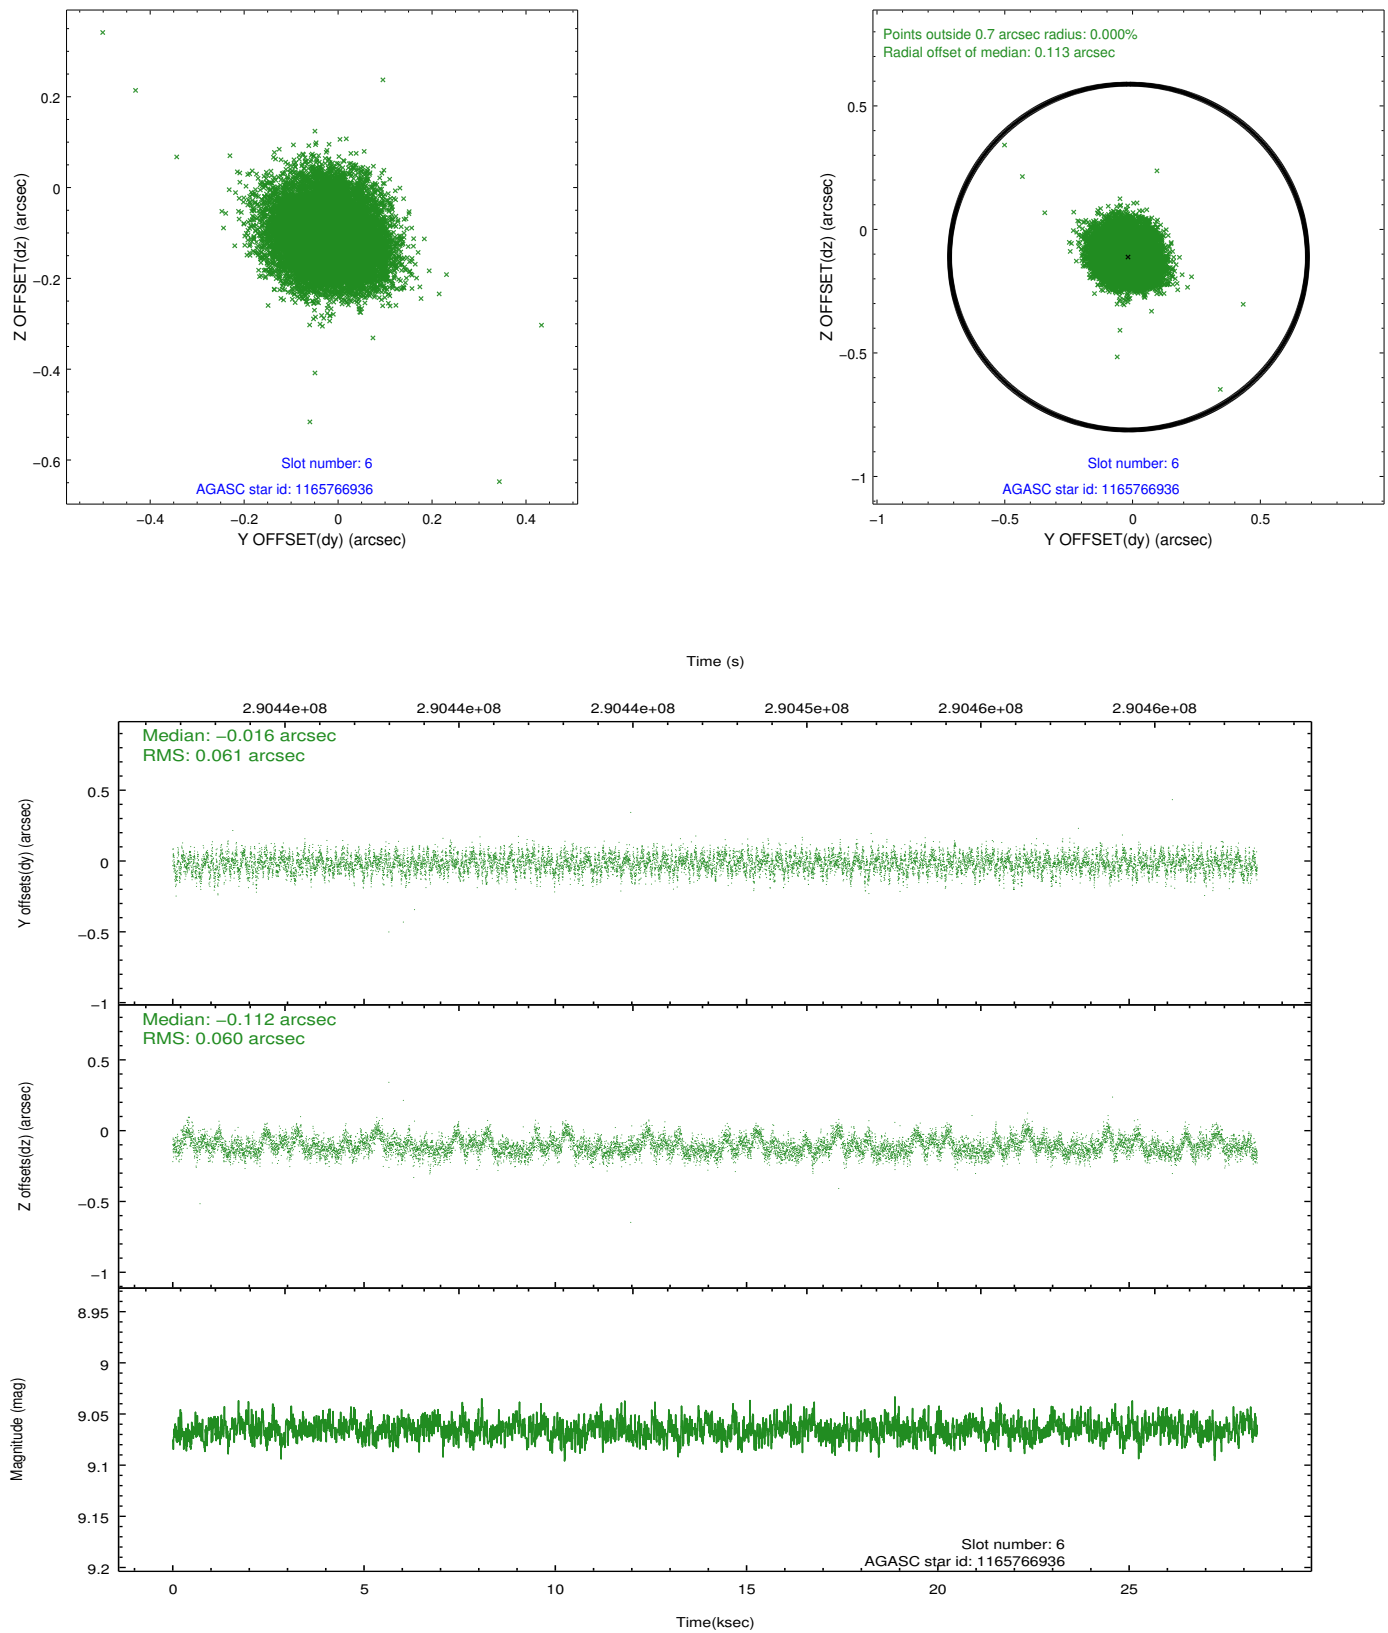 0.2
0
−0.2
−0.4
−0.6
Z OFFSET(dz) (arcsec)
Slot number: 6
AGASC star id: 1165766936
−0.4
−0.2
0
0.2
0.4
Y OFFSET(dy) (arcsec)
Points outside 0.7 arcsec radius: 0.000%
Radial offset of median: 0.113 arcsec
0.5
0
−0.5
−1
Z OFFSET(dz) (arcsec)
Slot number: 6
AGASC star id: 1165766936
−1
−0.5
0
0.5
Y OFFSET(dy) (arcsec)
Time (s)
2.9044e+08
2.9044e+08
2.9044e+08
2.9045e+08
2.9046e+08
2.9046e+08
Median: −0.016 arcsec
RMS: 0.061 arcsec
0.5
0
−0.5
−1
Y offsets(dy) (arcsec)
Median: −0.112 arcsec
RMS: 0.060 arcsec
0.5
0
−0.5
−1
Z offsets(dz) (arcsec)
8.95
9
9.05
9.1
9.15
9.2
Magnitude (mag)
Slot number: 6
AGASC star id: 1165766936
0
5
10
15
20
25
Time(ksec)